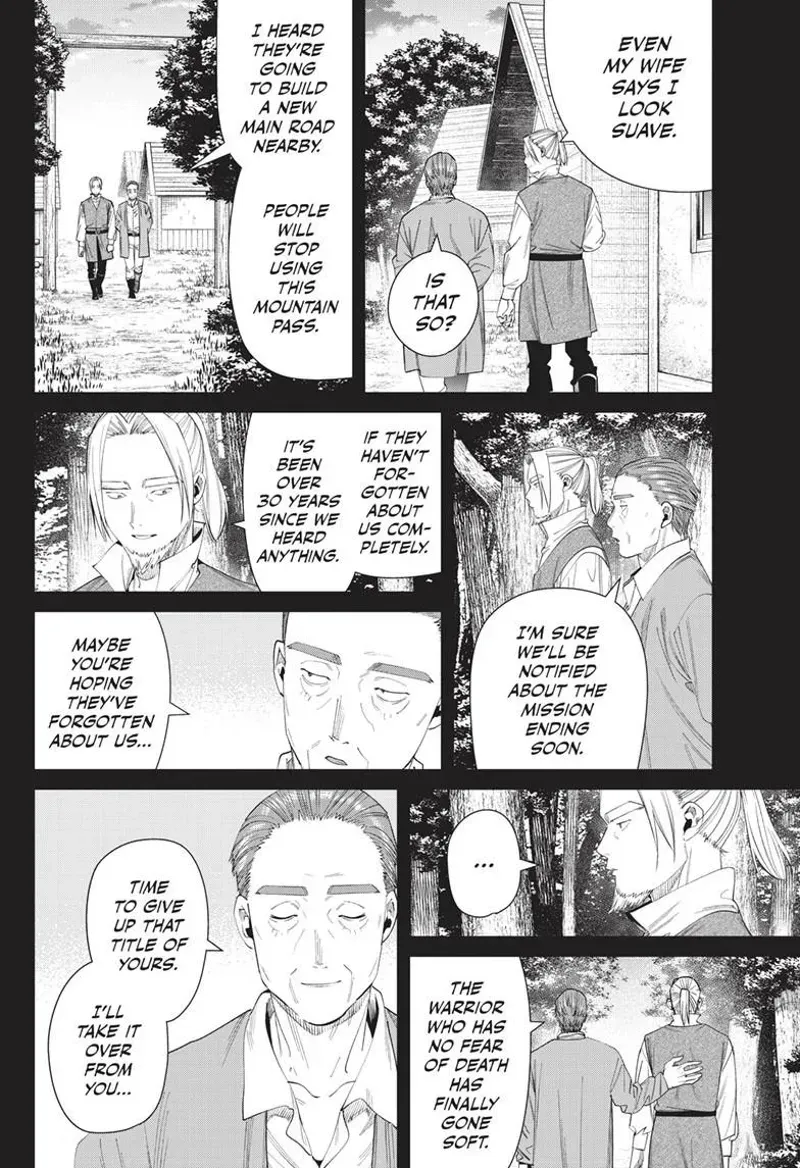 EVEN
MY WIFE
SAYS I
LOOK
SUAVE.
IS
THAT
SO?
I HEARD
THEY'RE
GOING
TO BUILD
A NEW
MAIN ROAD
NEARBY.
PEOPLE
WILL
STOP
USING
THIS
MOUNTAIN
PASS.
I'M SURE
WE'LL BE
NOTIFIED
ABOUT THE
MISSION
ENDING
SOON.
IF THEY
HAVEN'T
FOR-
GOTTEN
ABOUT
US COM-
PLETELY.
IT'S
BEEN
OVER
30 YEARS
SINCE WE
HEARD
ANYTHING.
MAYBE
YOU'RE
HOPING
THEY'VE
FORGOTTEN
ABOUT US...
...
THE
WARRIOR
WHO HAS
NO FEAR
OF DEATH
HAS
FINALLY
GONE
SOFT.
TIME
TO GIVE
UP THAT
TITLE OF
YOURS.
I'LL
TAKE IT
OVER
FROM
YOU...